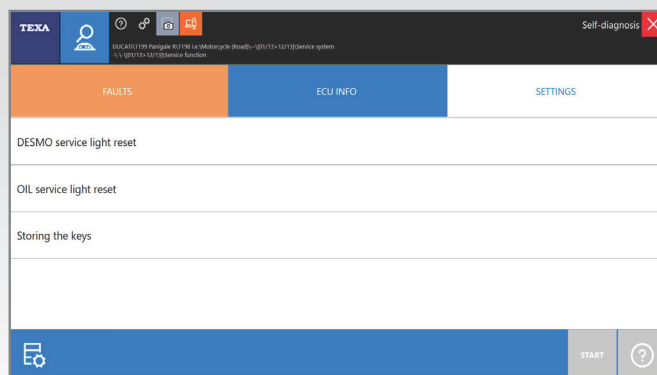 TEXA
Self-diagnosis
DUCATI\1199 Panigale R\1198 i.e.\Motorcycle (Road)\--\[01/13>12/13]\Service system
-\-\-\[01/13>12/13]\Service function
FAULTS
ECU INFO
SETTINGS
DESMO service light reset
OIL service light reset
Storing the keys
START